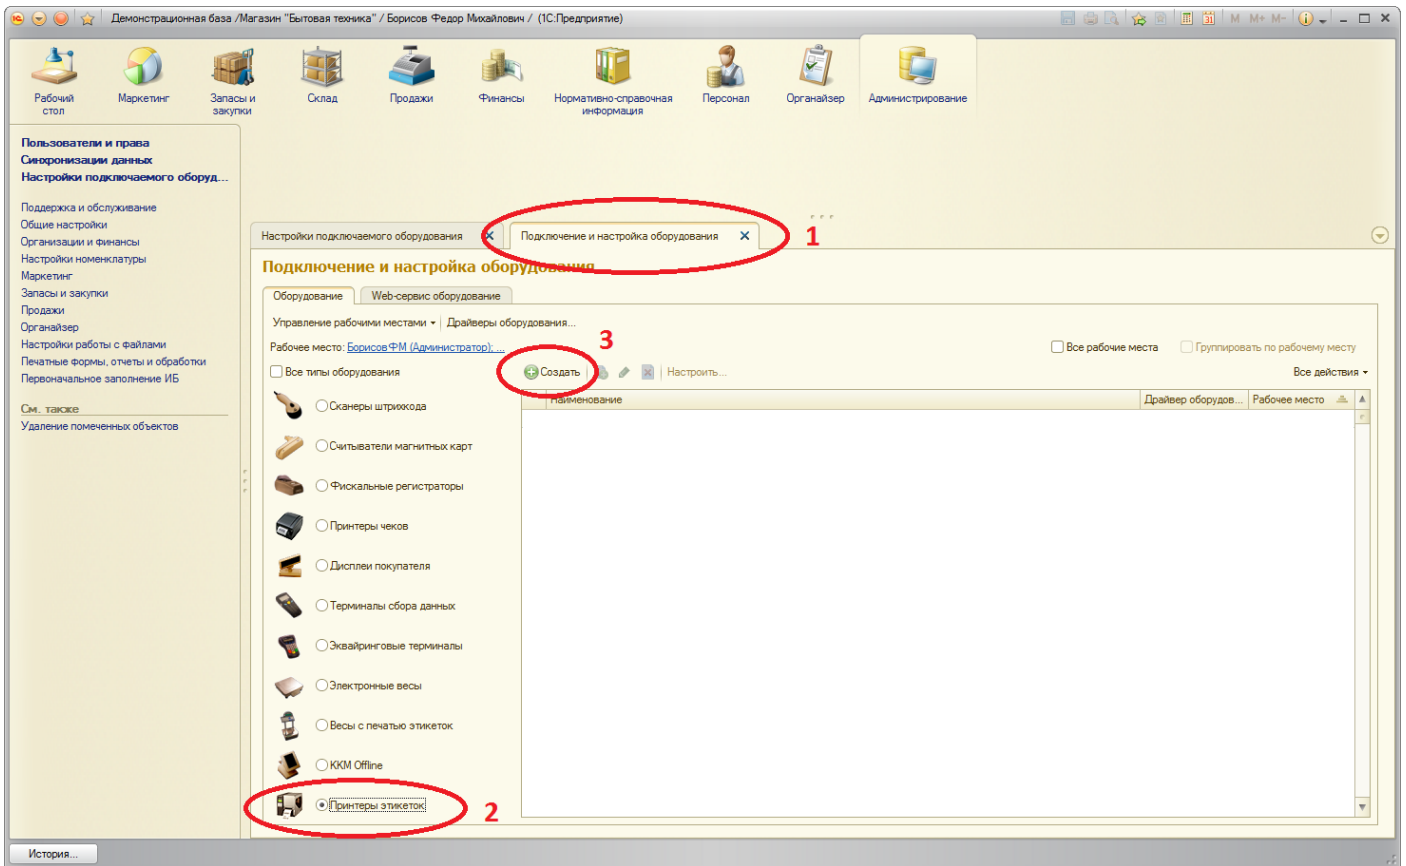 Демонстрационная база /Магазин "Бытовая техника" / Борисов Федор Михайлович / (1С:Предприятие)
M M+ M-
Рабочий стол
Маркетинг
Запасы и закупки
Склад
Продажи
Финансы
Нормативно-справочная информация
Персонал
Органайзер
Администрирование
Пользователи и права
Синхронизации данных
Настройки подключаемого оборуд...
Поддержка и обслуживание
Общие настройки
Организации и финансы
Настройки номенклатуры
Маркетинг
Запасы и закупки
Продажи
Органайзер
Настройки работы с файлами
Печатные формы, отчеты и обработки
Первоначальное заполнение ИБ
См. также
Удаление помеченных объектов
Настройки подключаемого оборудования
Подключение и настройка оборудования
1
Подключение и настройка оборудования
Оборудование
Web-сервис оборудование
Управление рабочими местами
Драйверы оборудования...
3
Рабочее место: БорисовФМ (Администратор); ...
Все рабочие места
Группировать по рабочему месту
Все типы оборудования
Создать
Настроить...
Все действия
Наименование
Драйвер оборудов...
Рабочее место
Сканеры штрихкода
Считыватели магнитных карт
Фискальные регистраторы
Принтеры чеков
Дисплеи покупателя
Терминалы сбора данных
Эквайринговые терминалы
Электронные весы
Весы с печатью этикеток
ККМ Offline
Принтеры этикеток
2
История...